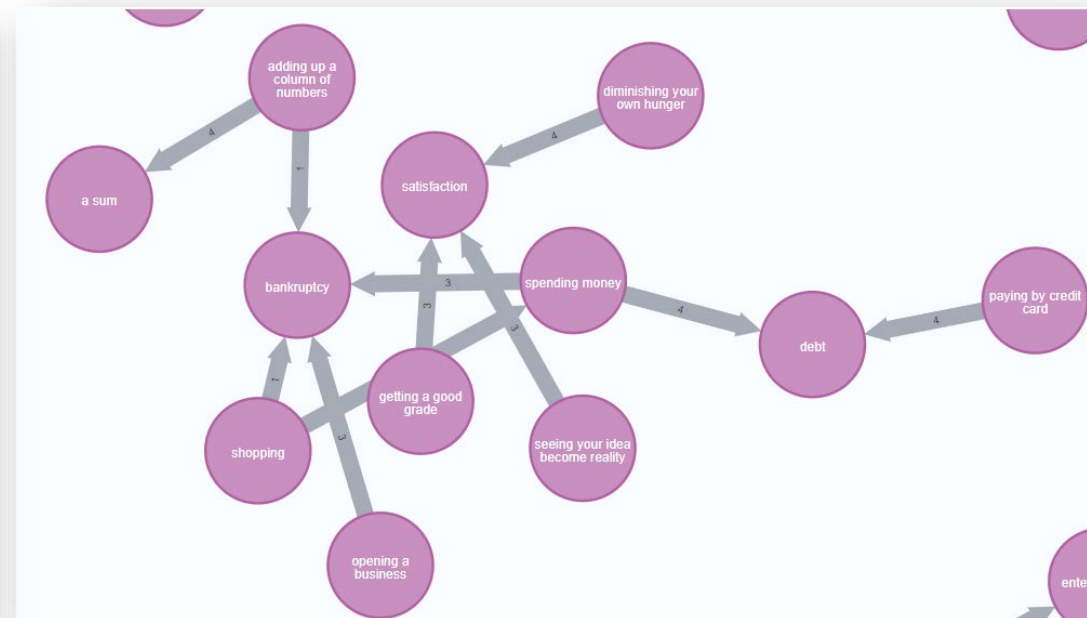 adding up a
column of
numbers
diminishing your
own hunger
4
4
1
satisfaction
a sum
bankruptcy
3
spending money
4
paying by credit
card
4
debt
3
3
1
getting a good
grade
shopping
3
seeing your idea
become reality
opening a
business
ente